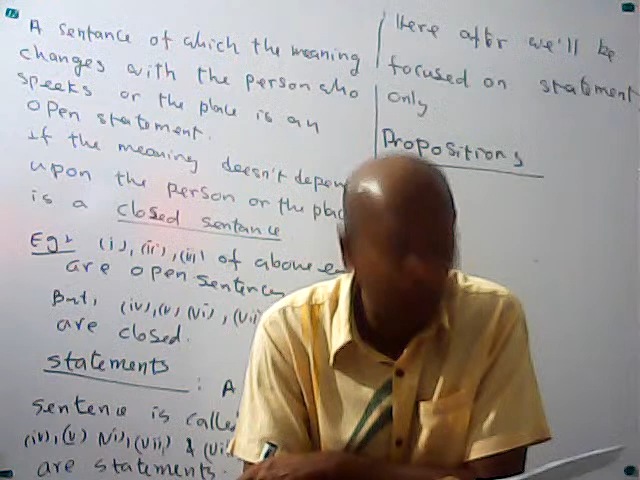 A sentance of which the meaning
changes with the person who
speeks or the place is an
open statement.
If the meaning doesn't depen
upon the person or the plac
is a closed sentance
Eg: (i), (ii), (iii) of above e
are open sentenc
But, (iv), (v), (vi), (vii
are closed.
statements : A
sentence is calle
(iv), (v) (vi), (vii) & (vi
are statements.
Here after we'll be
focused on statement
only.
Propositions